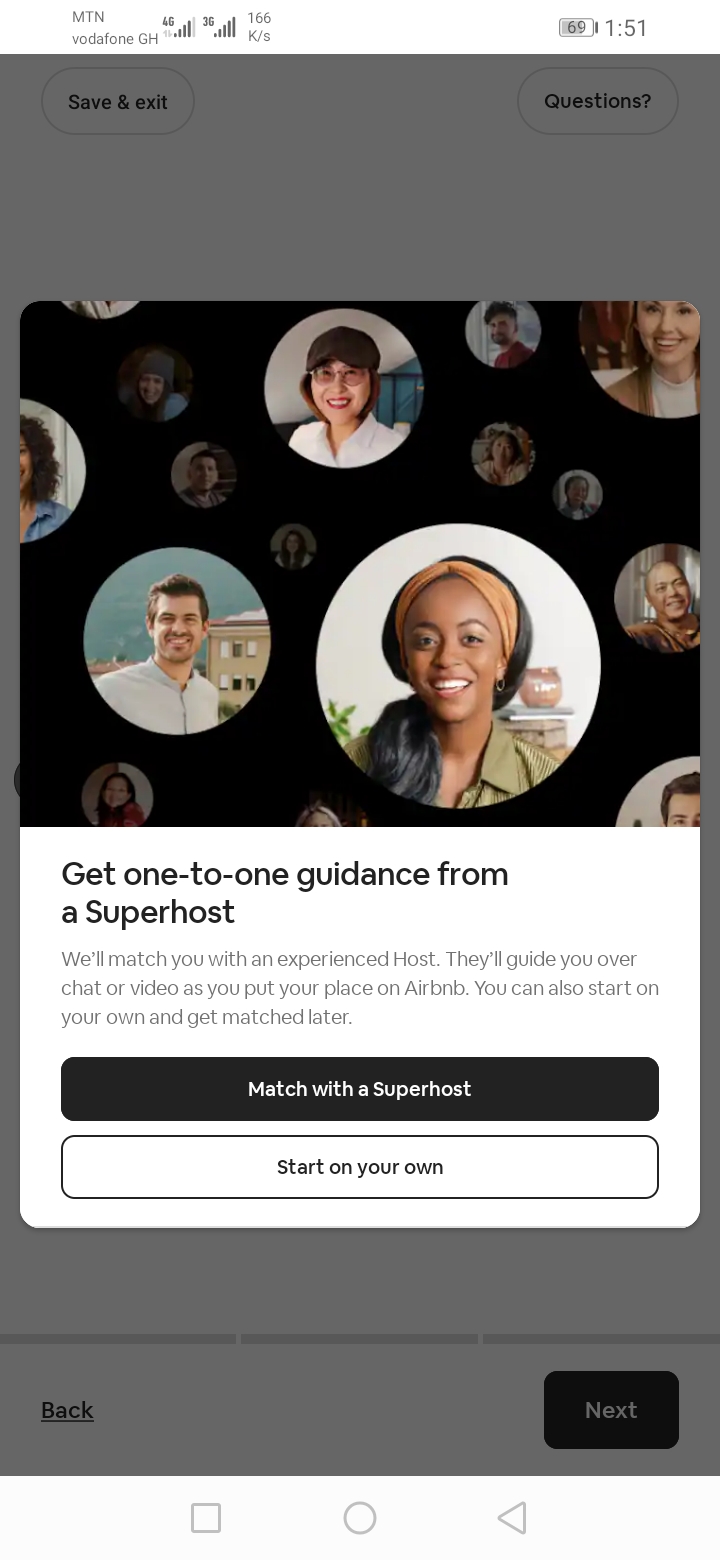 MTN
vodafone GH
4G
3G
166
K/s
69
1:51
Save & exit
Questions?
Get one-to-one guidance from
a Superhost
We’ll match you with an experienced Host. They’ll guide you over
chat or video as you put your place on Airbnb. You can also start on
your own and get matched later.
Match with a Superhost
Start on your own
Back
Next